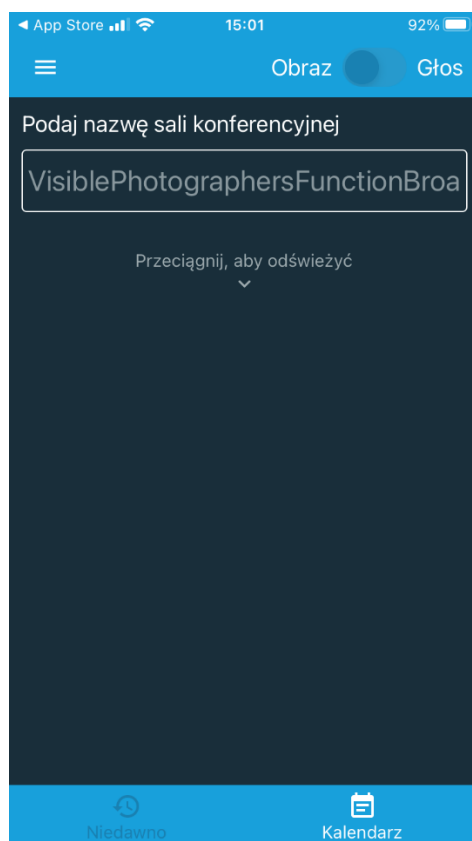 App Store 15:01 92%
Obraz Głos
Podaj nazwę sali konferencyjnej
VisiblePhotographersFunctionBroa
Przeciągnij, aby odświeżyć
Niedawno Kalendarz